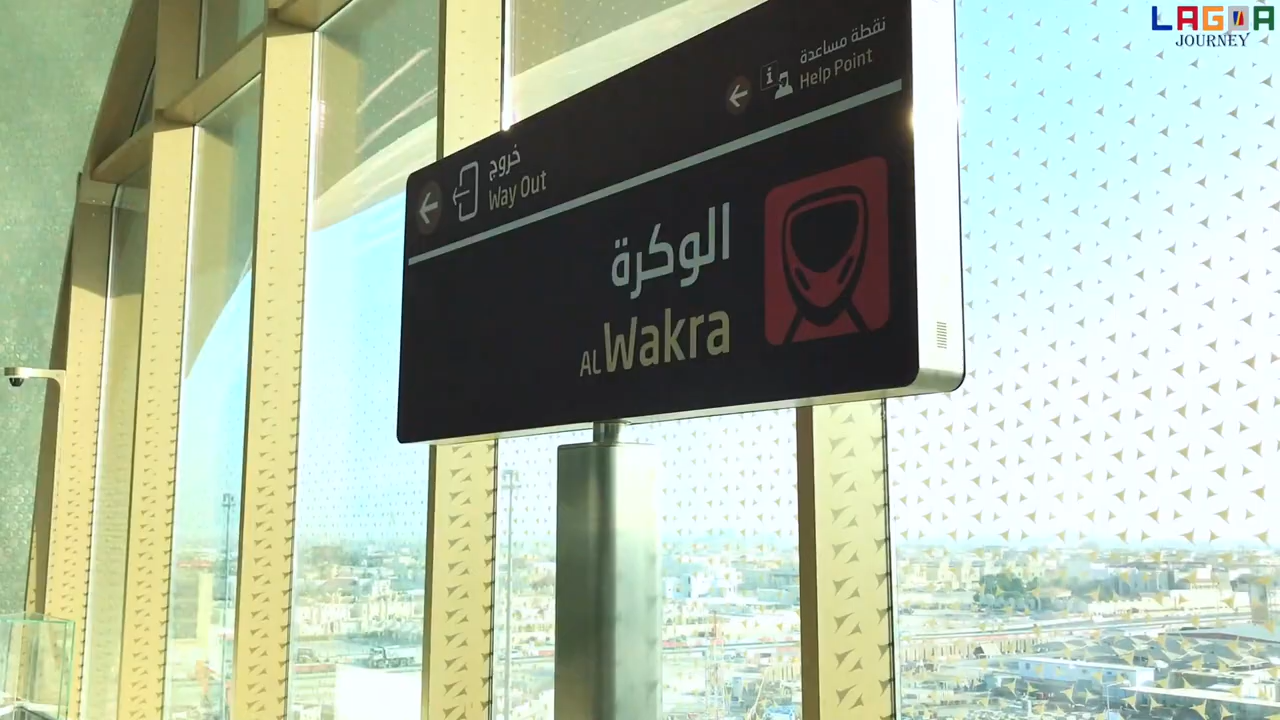 LAGOA
JOURNEY
نقطة مساعدة
Help Point
خروج
Way Out
الوكرة
AL Wakra